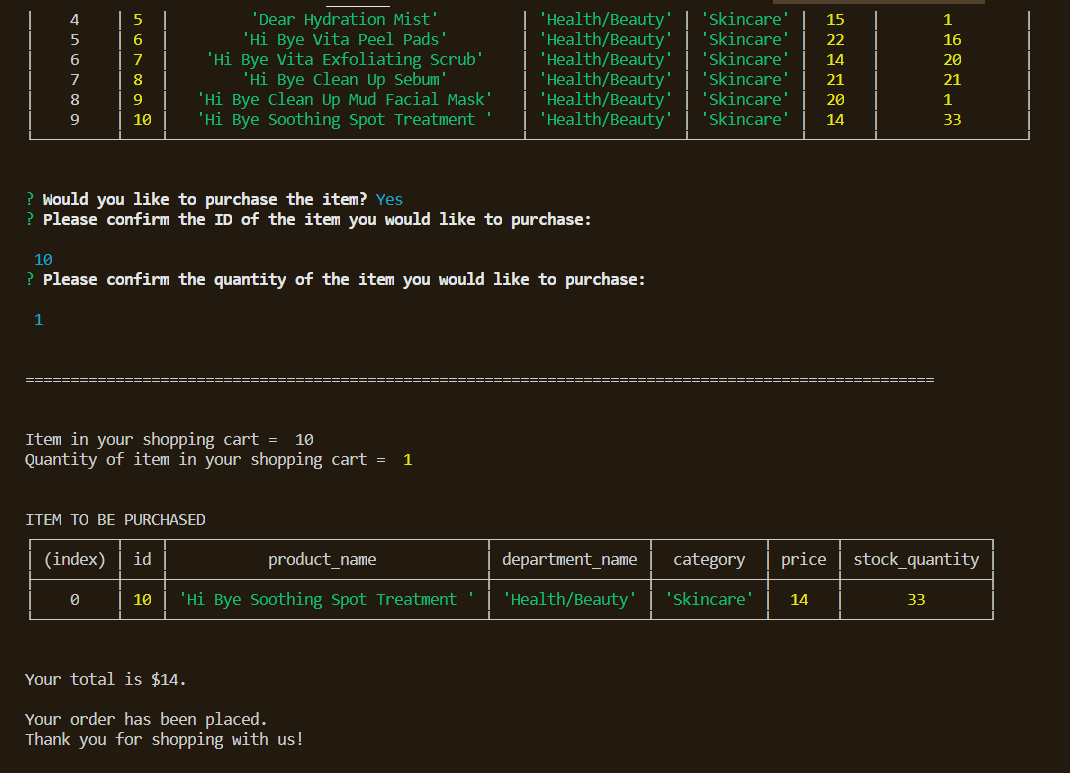 4 5 'Dear Hydration Mist' 'Health/Beauty' 'Skincare' 15 1
5 6 'Hi Bye Vita Peel Pads' 'Health/Beauty' 'Skincare' 22 16
6 7 'Hi Bye Vita Exfoliating Scrub' 'Health/Beauty' 'Skincare' 14 20
7 8 'Hi Bye Clean Up Sebum' 'Health/Beauty' 'Skincare' 21 21
8 9 'Hi Bye Clean Up Mud Facial Mask' 'Health/Beauty' 'Skincare' 20 1
9 10 'Hi Bye Soothing Spot Treatment ' 'Health/Beauty' 'Skincare' 14 33
? Would you like to purchase the item? Yes
? Please confirm the ID of the item you would like to purchase:
10
? Please confirm the quantity of the item you would like to purchase:
1
=====================================================================================================
Item in your shopping cart =  10
Quantity of item in your shopping cart =  1
ITEM TO BE PURCHASED
(index) id product_name department_name category price stock_quantity
0 10 'Hi Bye Soothing Spot Treatment ' 'Health/Beauty' 'Skincare' 14 33
Your total is $14.
Your order has been placed.
Thank you for shopping with us!